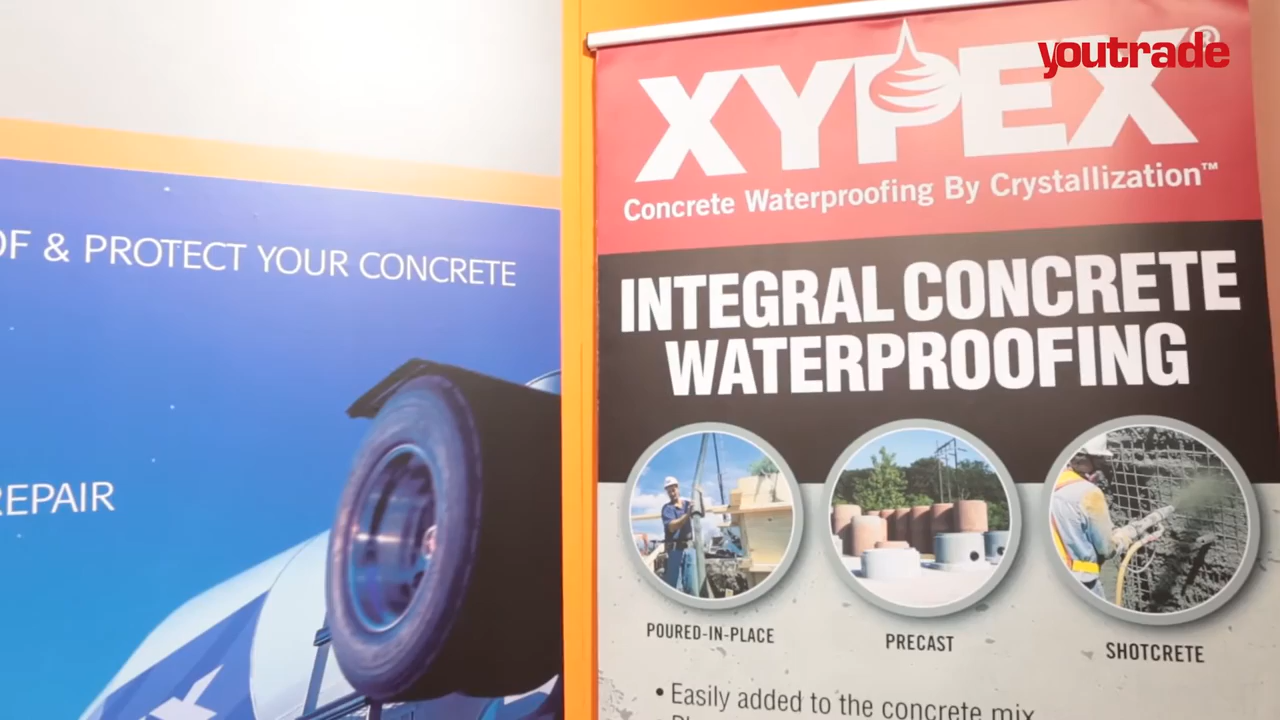 youtrade
XYPEX®
Concrete Waterproofing By Crystallization™
INTEGRAL CONCRETE
WATERPROOFING
POURED-IN-PLACE
PRECAST
SHOTCRETE
• Easily added to the concrete mix
& PROTECT YOUR CONCRETE
REPAIR